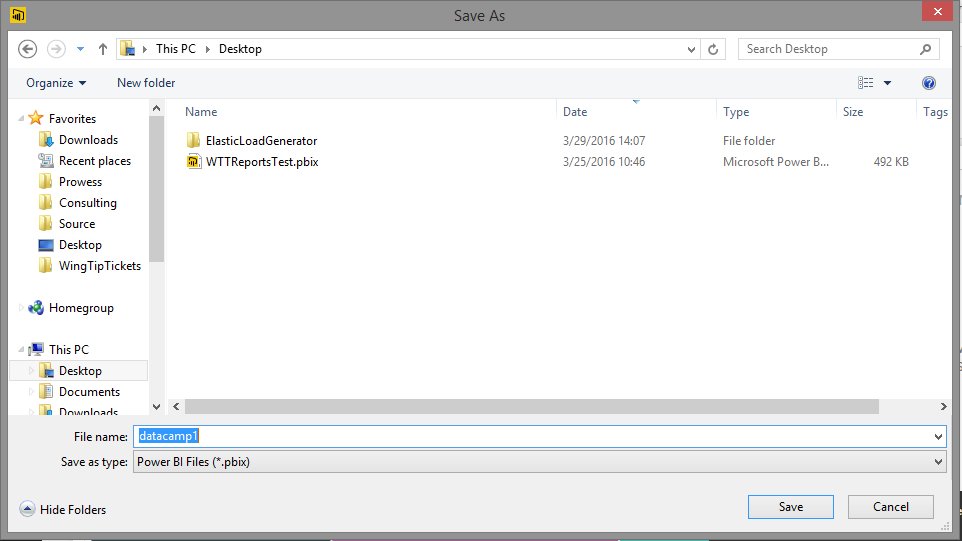 Save As
This PC Desktop
Search Desktop
Organize New folder
Name Date Type Size Tags
ElasticLoadGenerator 3/29/2016 14:07 File folder
WTTReportsTest.pbix 3/25/2016 10:46 Microsoft Power B... 492 KB
Favorites
Downloads
Recent places
Prowess
Consulting
Source
Desktop
WingTipTickets
Homegroup
This PC
Desktop
Documents
Downloads
File name: datacamp1
Save as type: Power BI Files (*.pbix)
Hide Folders
Save Cancel